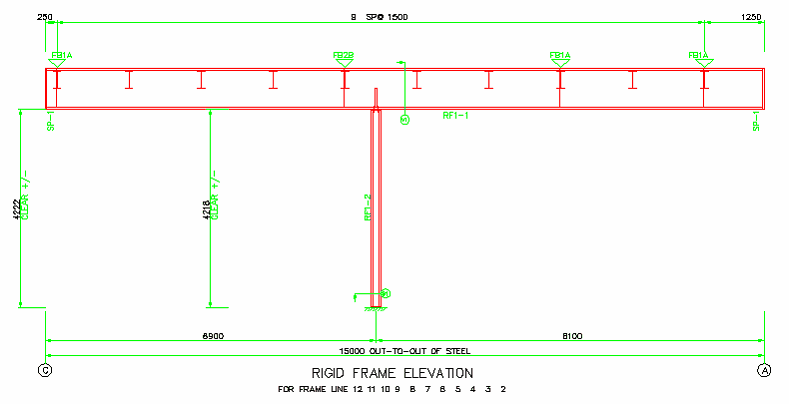 250 9 SP@ 1500 1250
FB1A FB2B FB1A FB1A
SP-1 RF1-1 SP-1
4222 CLEAR +/- 4218 CLEAR +/- RF1-2
6900 8100
15000 OUT-TO-OUT OF STEEL
C A
RIGID FRAME ELEVATION
FOR FRAME LINE 12 11 10 9 8 7 6 5 4 3 2